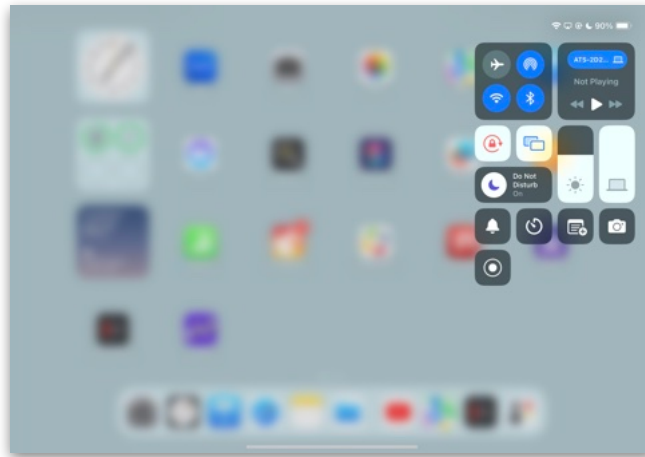 90%
ATS-2D2...
Not Playing
Do Not
Disturb
On